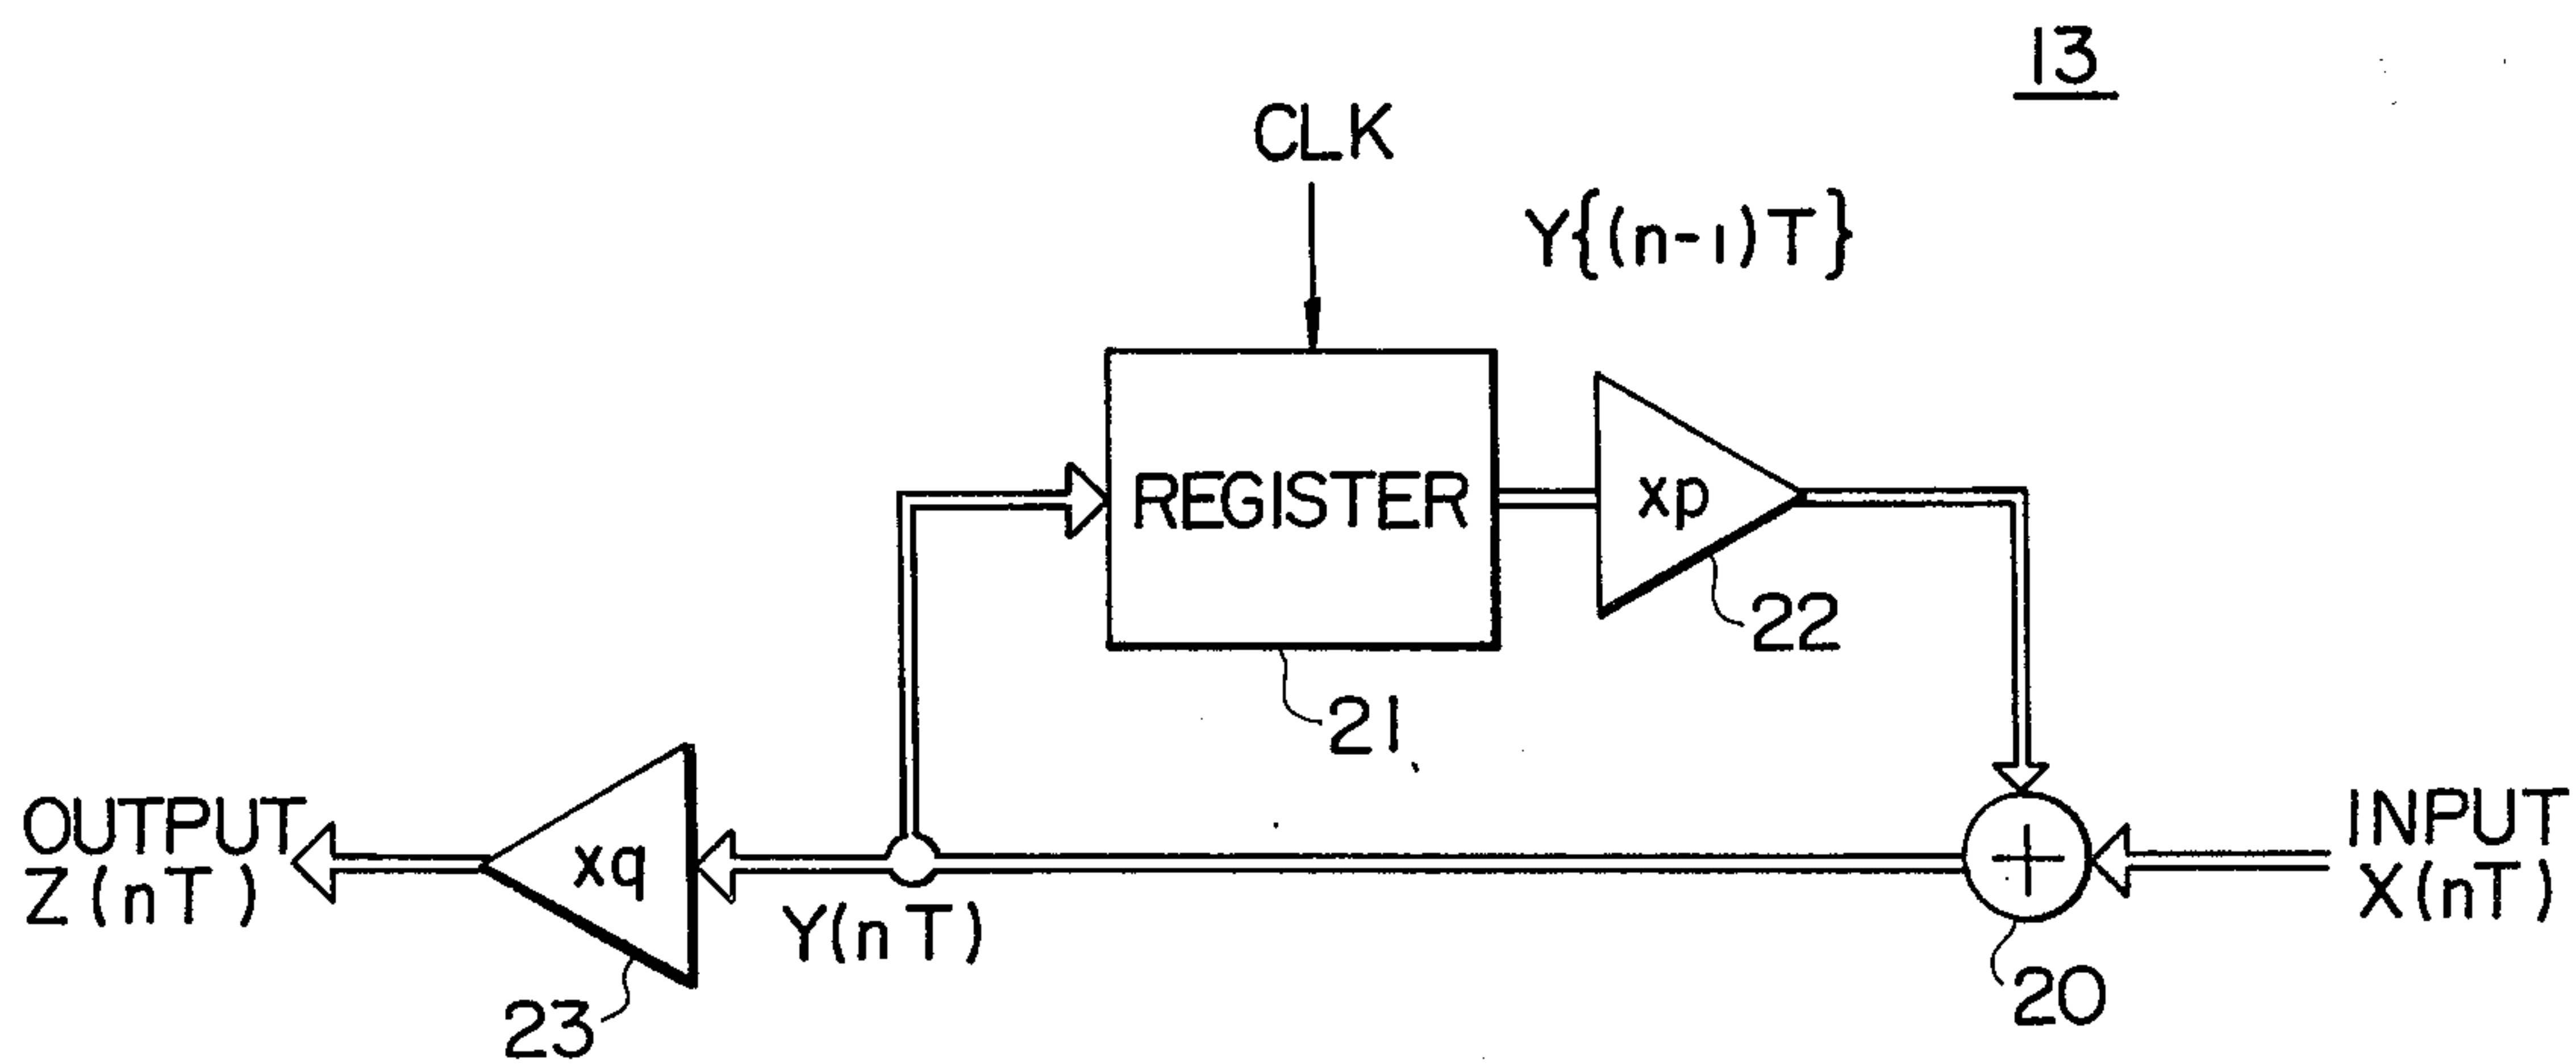 13
CLK
Y{(n-1)T}
REGISTER
xp
22
21
OUTPUT
Z(nT)
xq
Y(nT)
INPUT
X(nT)
20
23